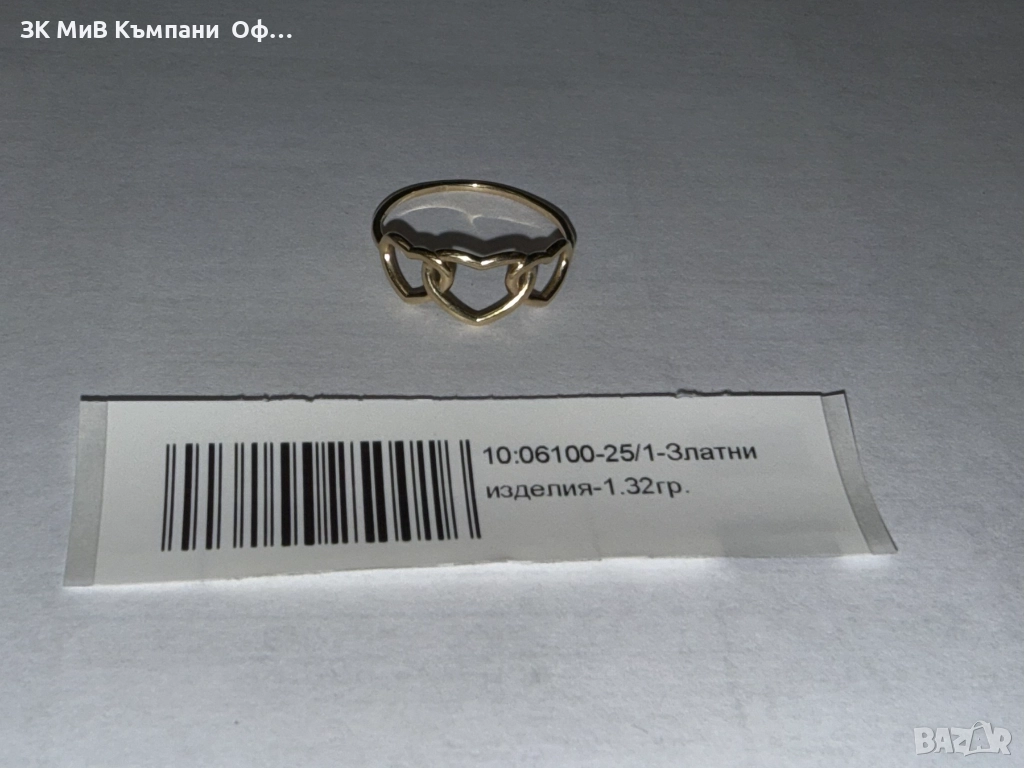 ЗК МиВ Къмпани Оф...
10:06100-25/1-Златни
изделия-1.32гр.
BAZAR